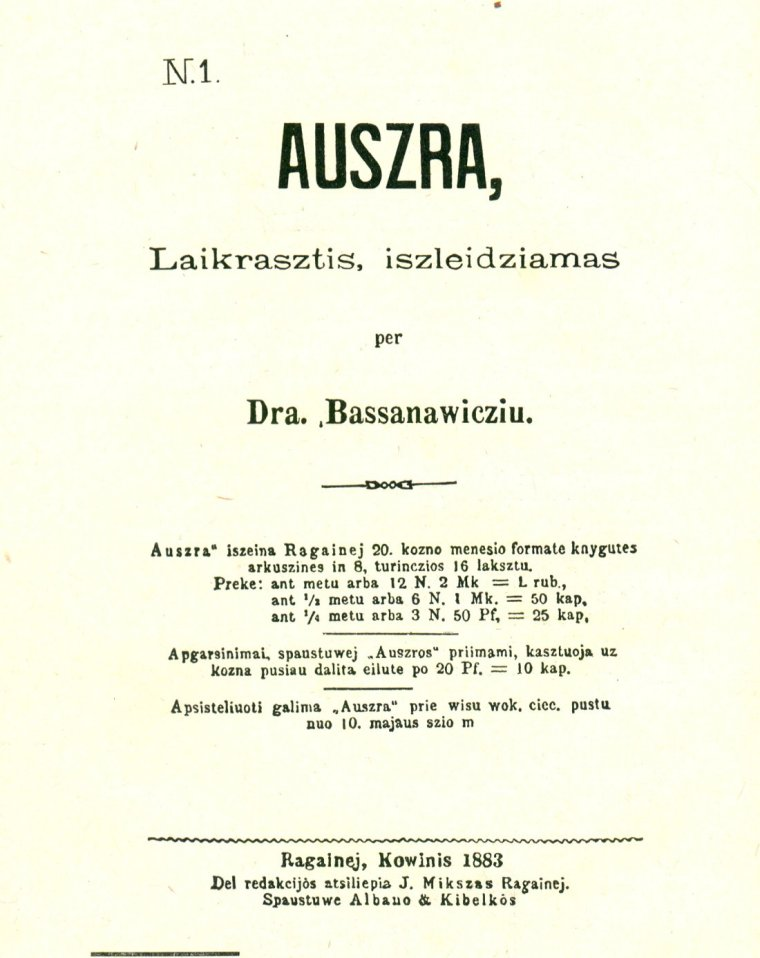 N.1.
AUSZRA,
Laikrasztis, iszleidziamas
per
Dra. Bassanawicziu.
Auszra“ iszeina Ragainej 20. kozno menesio formate knygutes
arkuszines in 8, turinczios 16 laksztu.
Preke: ant metu arba 12 N. 2 Mk = 1 rub.,
ant ½ metu arba 6 N. 1 Mk. = 50 kap,
ant ¼ metu arba 3 N. 50 Pf, = 25 kap,
Apgarsinimai, spaustuwej „Auszros“ priimami, kasztuoja uz
kozna pusiau dalita eilute po 20 Pf. = 10 kap.
Apsisteliuoti galima „Auszra“ prie wisu wok. ciec. pustu
nuo 10. majaus szio m
Ragainej, Kowinis 1883
Del redakcijós atsiliepia J. Mikszas Ragainej.
Spaustuwe Albano & Kibelkós